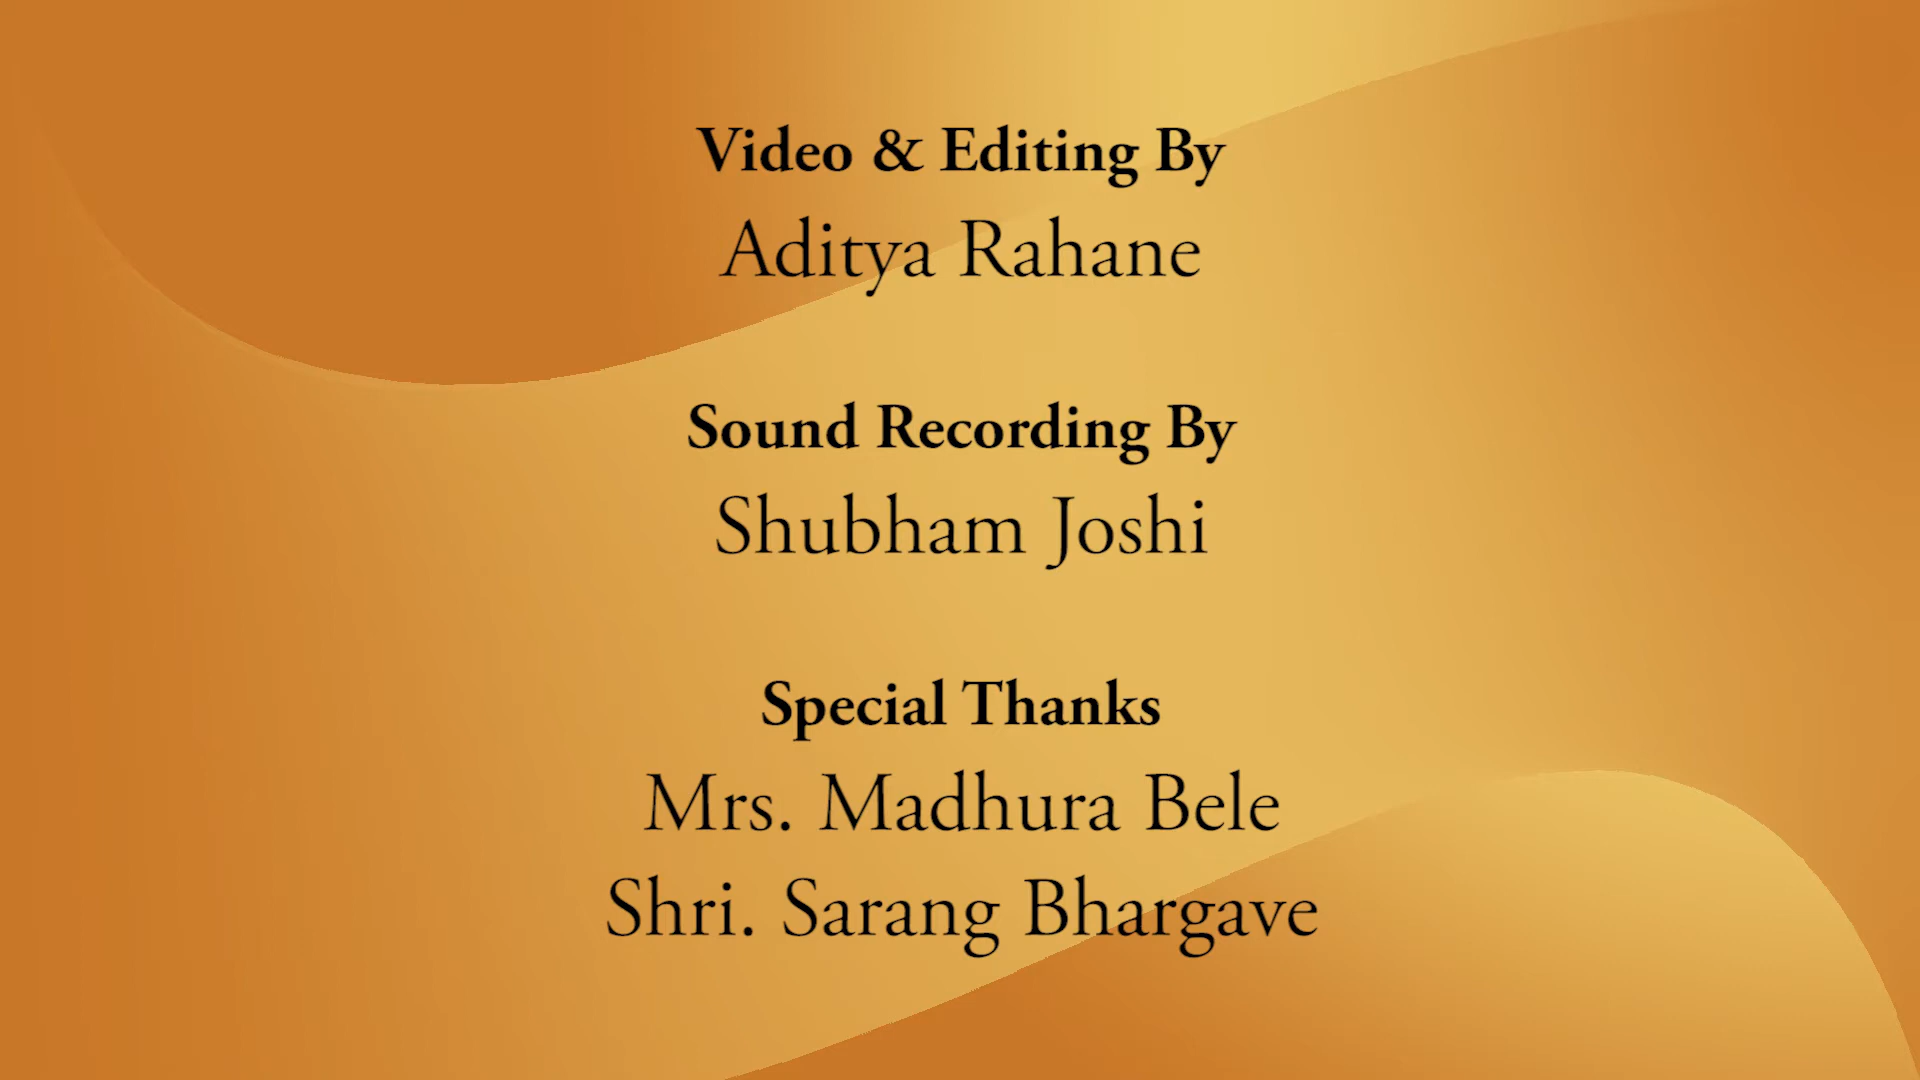 Video & Editing By
Aditya Rahane
Sound Recording By
Shubham Joshi
Special Thanks
Mrs. Madhura Bele
Shri. Sarang Bhargave